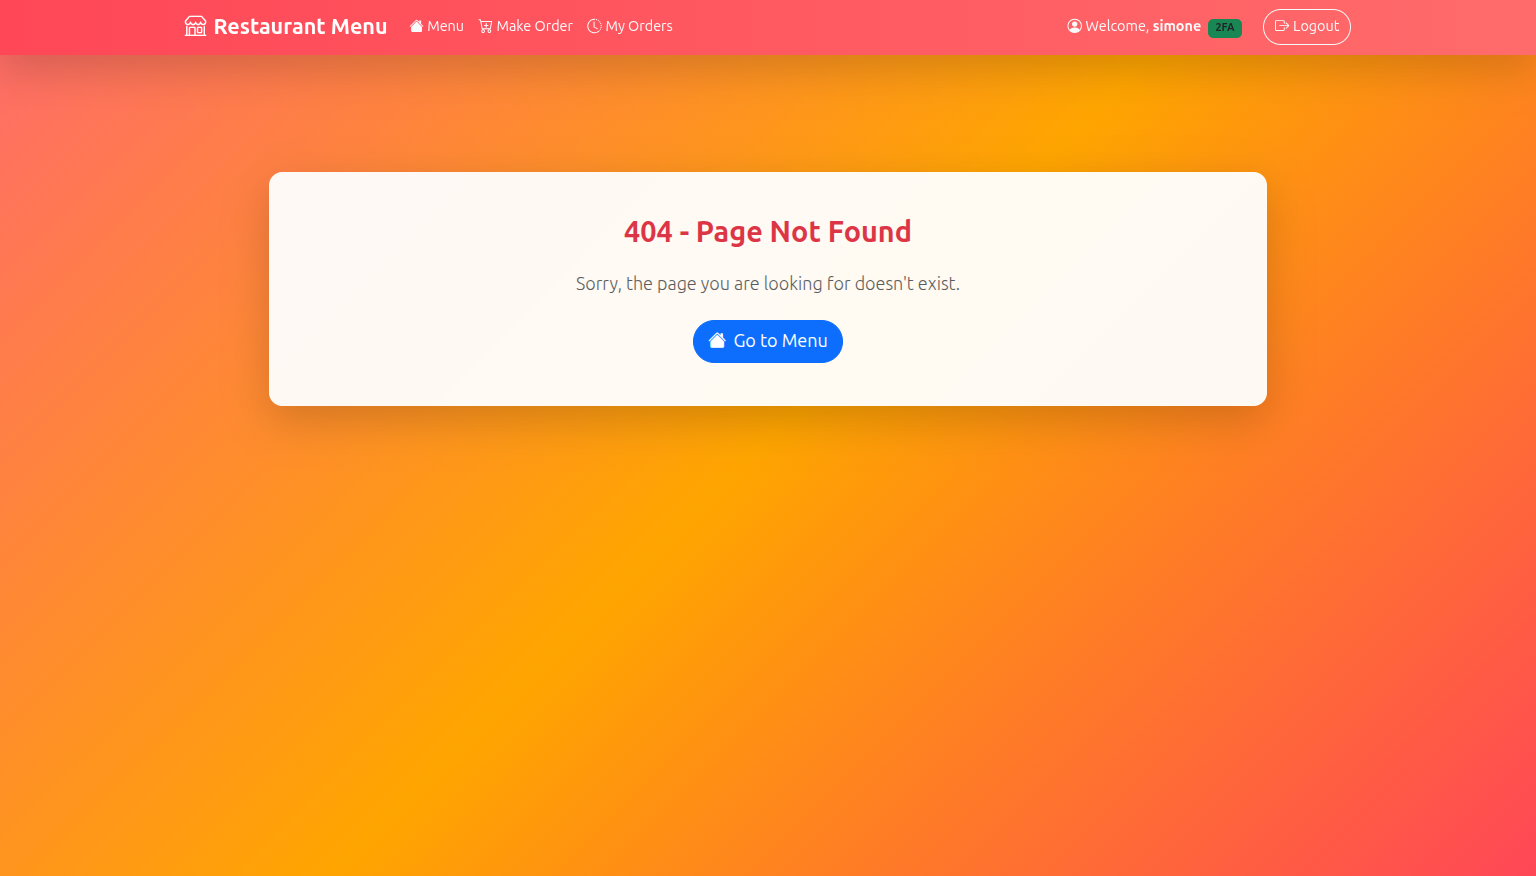 Restaurant Menu Menu Make Order My Orders Welcome, simone 2FA Logout
404 - Page Not Found
Sorry, the page you are looking for doesn't exist.
Go to Menu